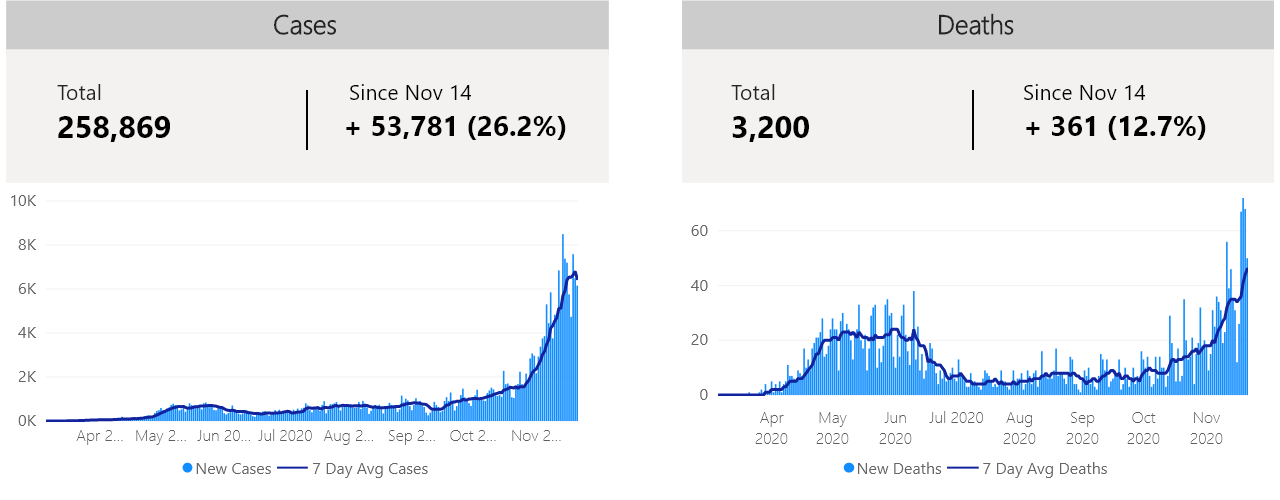 Cases
Total
258,869
Since Nov 14
+ 53,781 (26.2%)
10K
8K
6K
4K
2K
0K
Apr 2... May 2... Jun 20... Jul 2020 Aug 2... Sep 2... Oct 2... Nov 2...
New Cases 7 Day Avg Cases
Deaths
Total
3,200
Since Nov 14
+ 361 (12.7%)
60
40
20
0
Apr 2020
May 2020
Jun 2020
Jul 2020
Aug 2020
Sep 2020
Oct 2020
Nov 2020
New Deaths 7 Day Avg Deaths